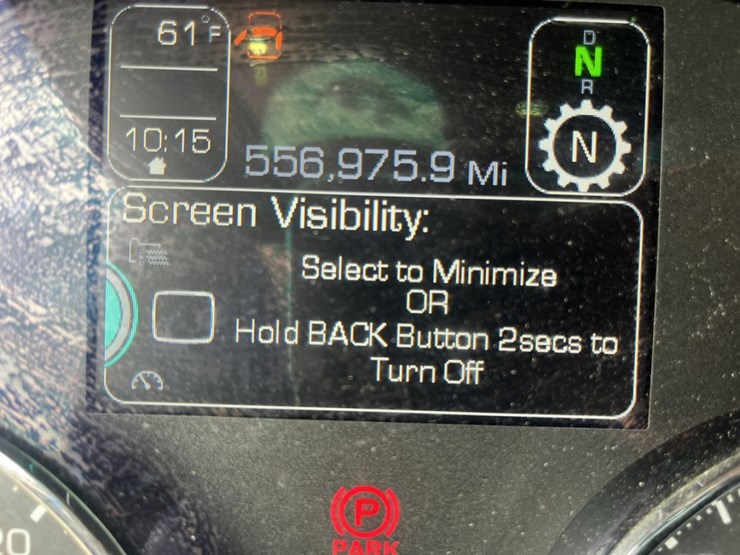 61°F
10:15
556,975.9 Mi
D
N
R
N
Screen Visibility:
Select to Minimize
OR
Hold BACK Button 2secs to
Turn Off
P
PARK
20